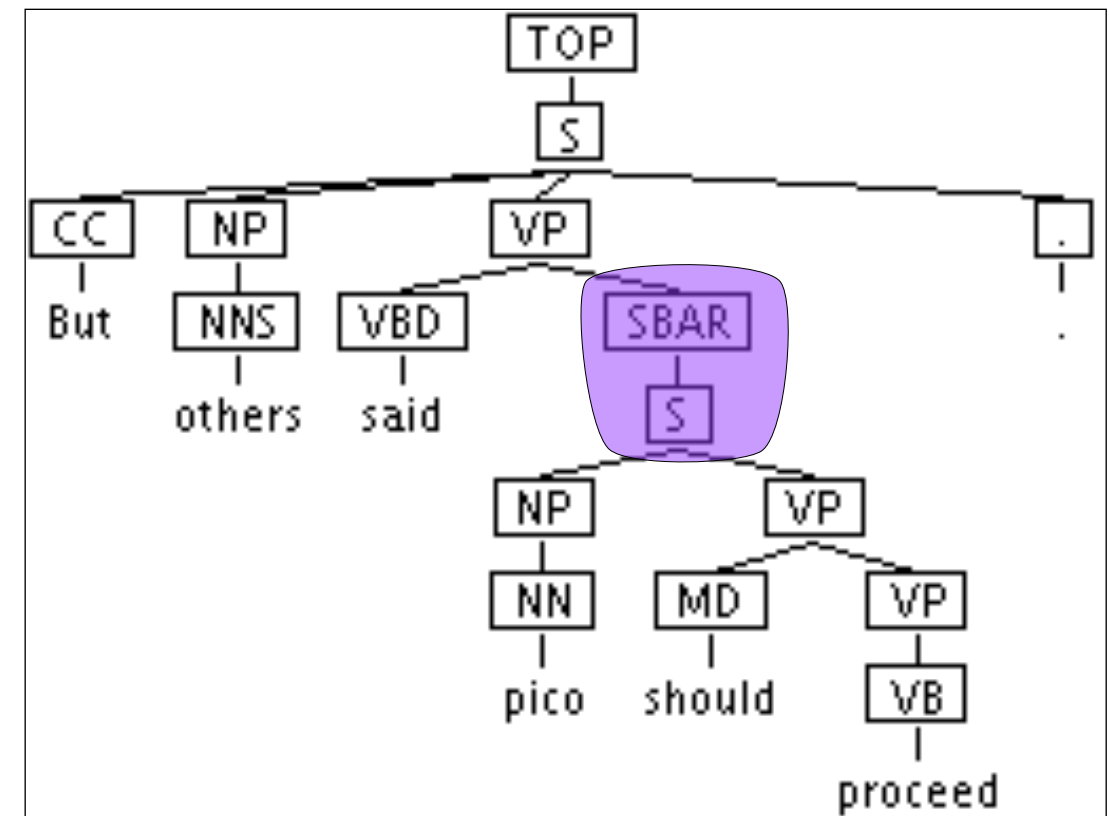 TOP
S
CC NP VP .
But NNS VBD SBAR .
others said S
NP VP
NN MD VP
pico should VB
proceed